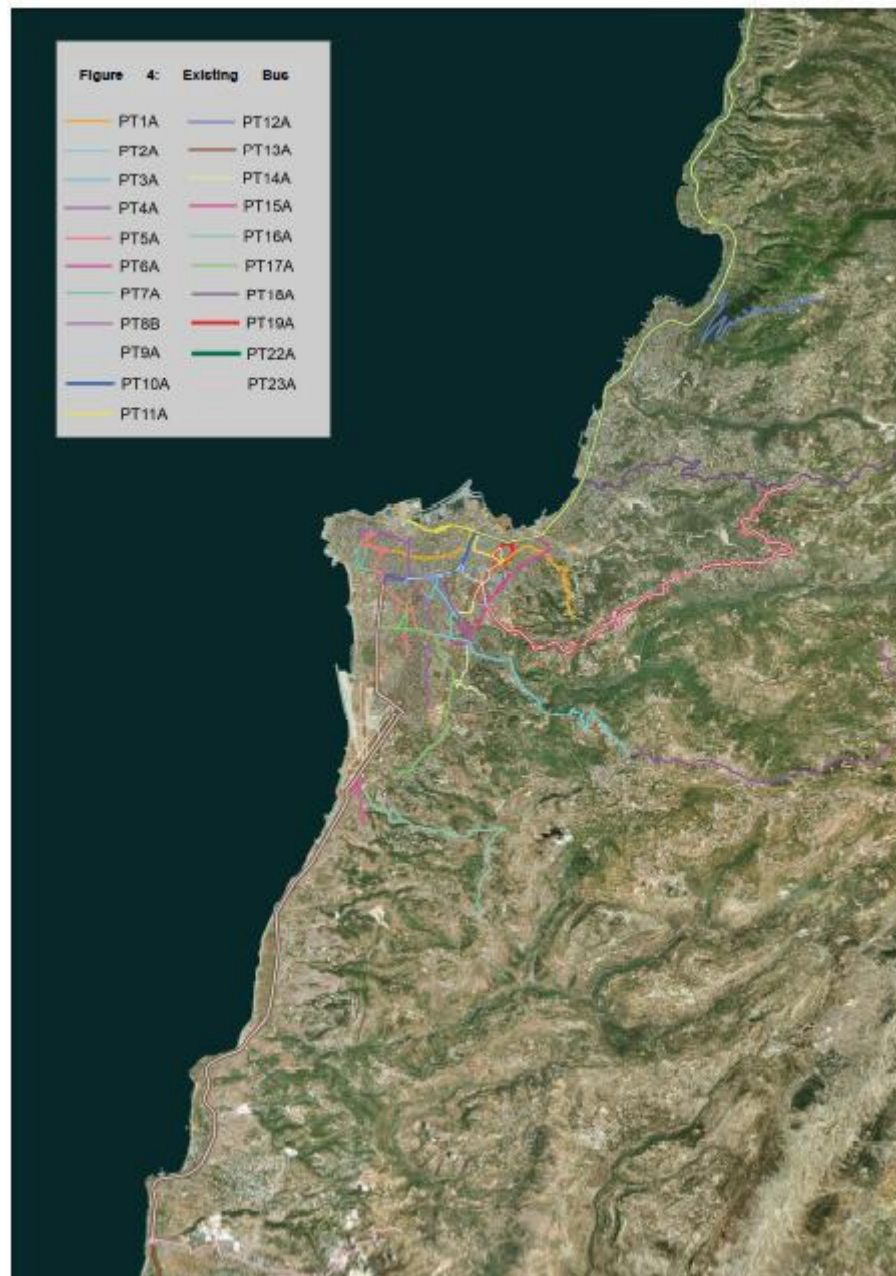 Figure 4: Existing Bus
PT1A
PT2A
PT3A
PT4A
PT5A
PT6A
PT7A
PT8B
PT9A
PT10A
PT11A
PT12A
PT13A
PT14A
PT15A
PT16A
PT17A
PT18A
PT19A
PT22A
PT23A